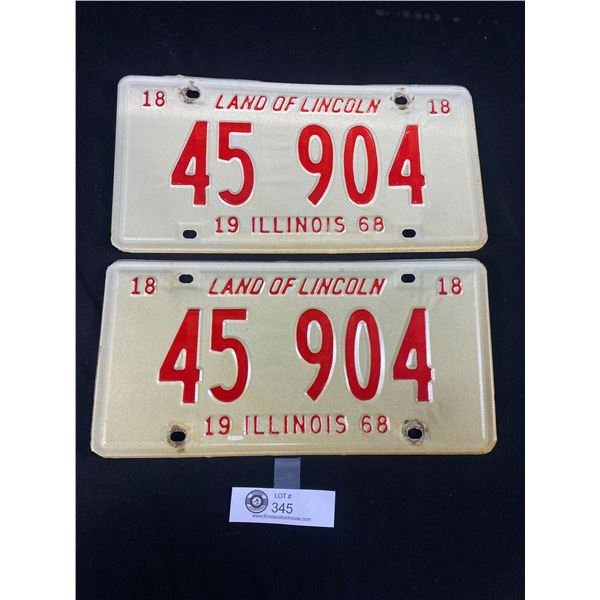 18 LAND OF LINCOLN 18
45 904
19 ILLINOIS 68
18 LAND OF LINCOLN 18
45 904
19 ILLINOIS 68
LOT #
345